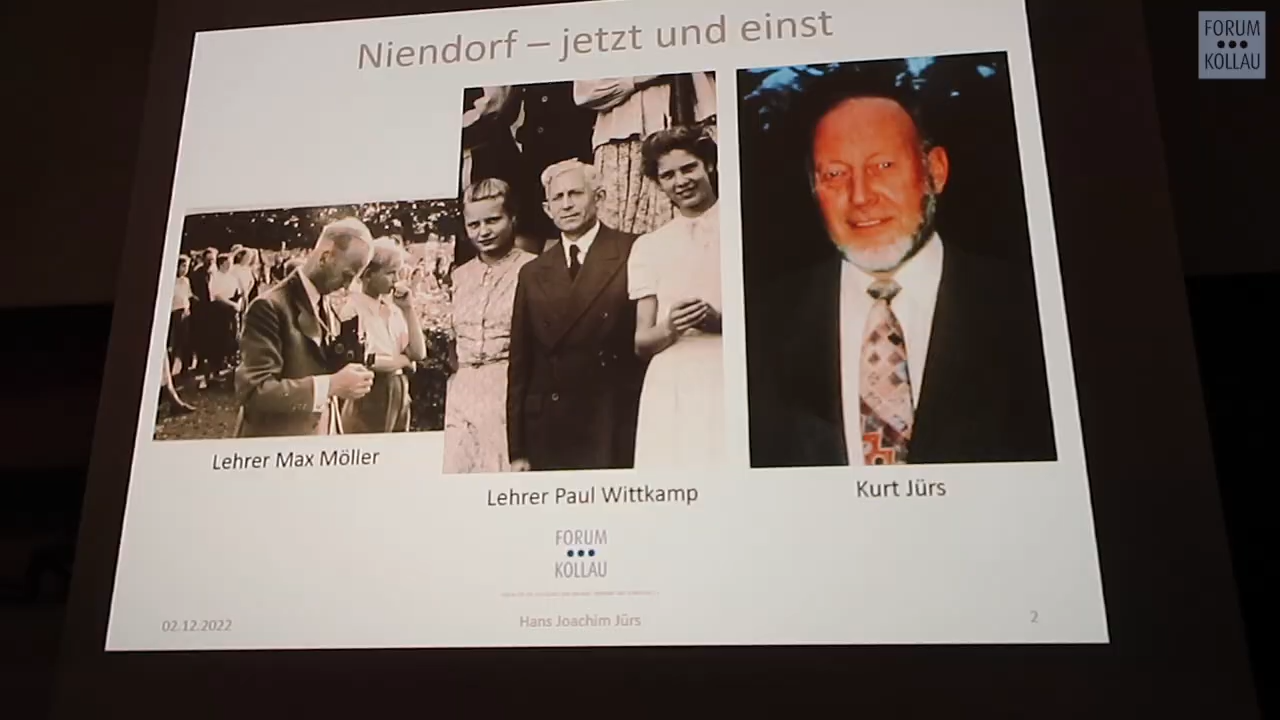 FORUM
KOLLAU
Niendorf – jetzt und einst
Lehrer Max Möller
Lehrer Paul Wittkamp
Kurt Jürs
FORUM
KOLLAU
02.12.2022
Hans Joachim Jürs
2